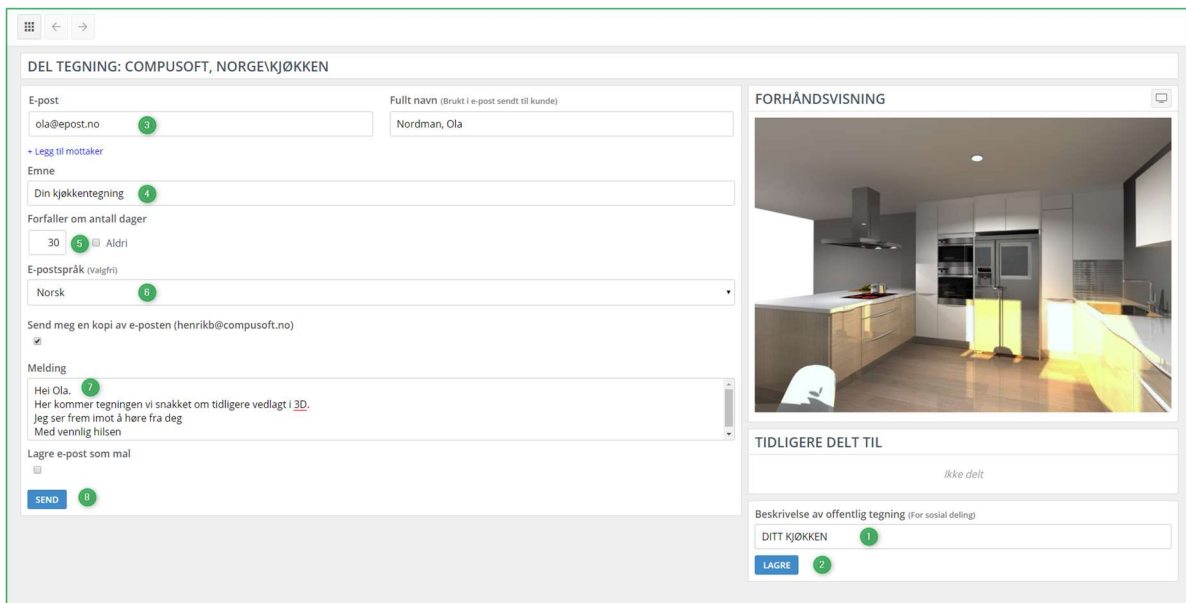 DEL TEGNING: COMPUSOFT, NORGE\KJØKKEN
E-post
Fullt navn (Brukt i e-post sendt til kunde)
ola@epost.no 3
Nordman, Ola
+ Legg til mottaker
Emne
Din kjøkkentegning 4
Forfaller om antall dager
30 5 Aldri
E-postspråk (Valgfri)
Norsk 6
Send meg en kopi av e-posten (henrikb@compusoft.no)
Melding
Hei Ola. 7
Her kommer tegningen vi snakket om tidligere vedlagt i 3D.
Jeg ser frem imot å høre fra deg
Med vennlig hilsen
Lagre e-post som mal
SEND 8
FORHÅNDSVISNING
TIDLIGERE DELT TIL
Ikke delt
Beskrivelse av offentlig tegning (For sosial deling)
DITT KJØKKEN 1
LAGRE 2